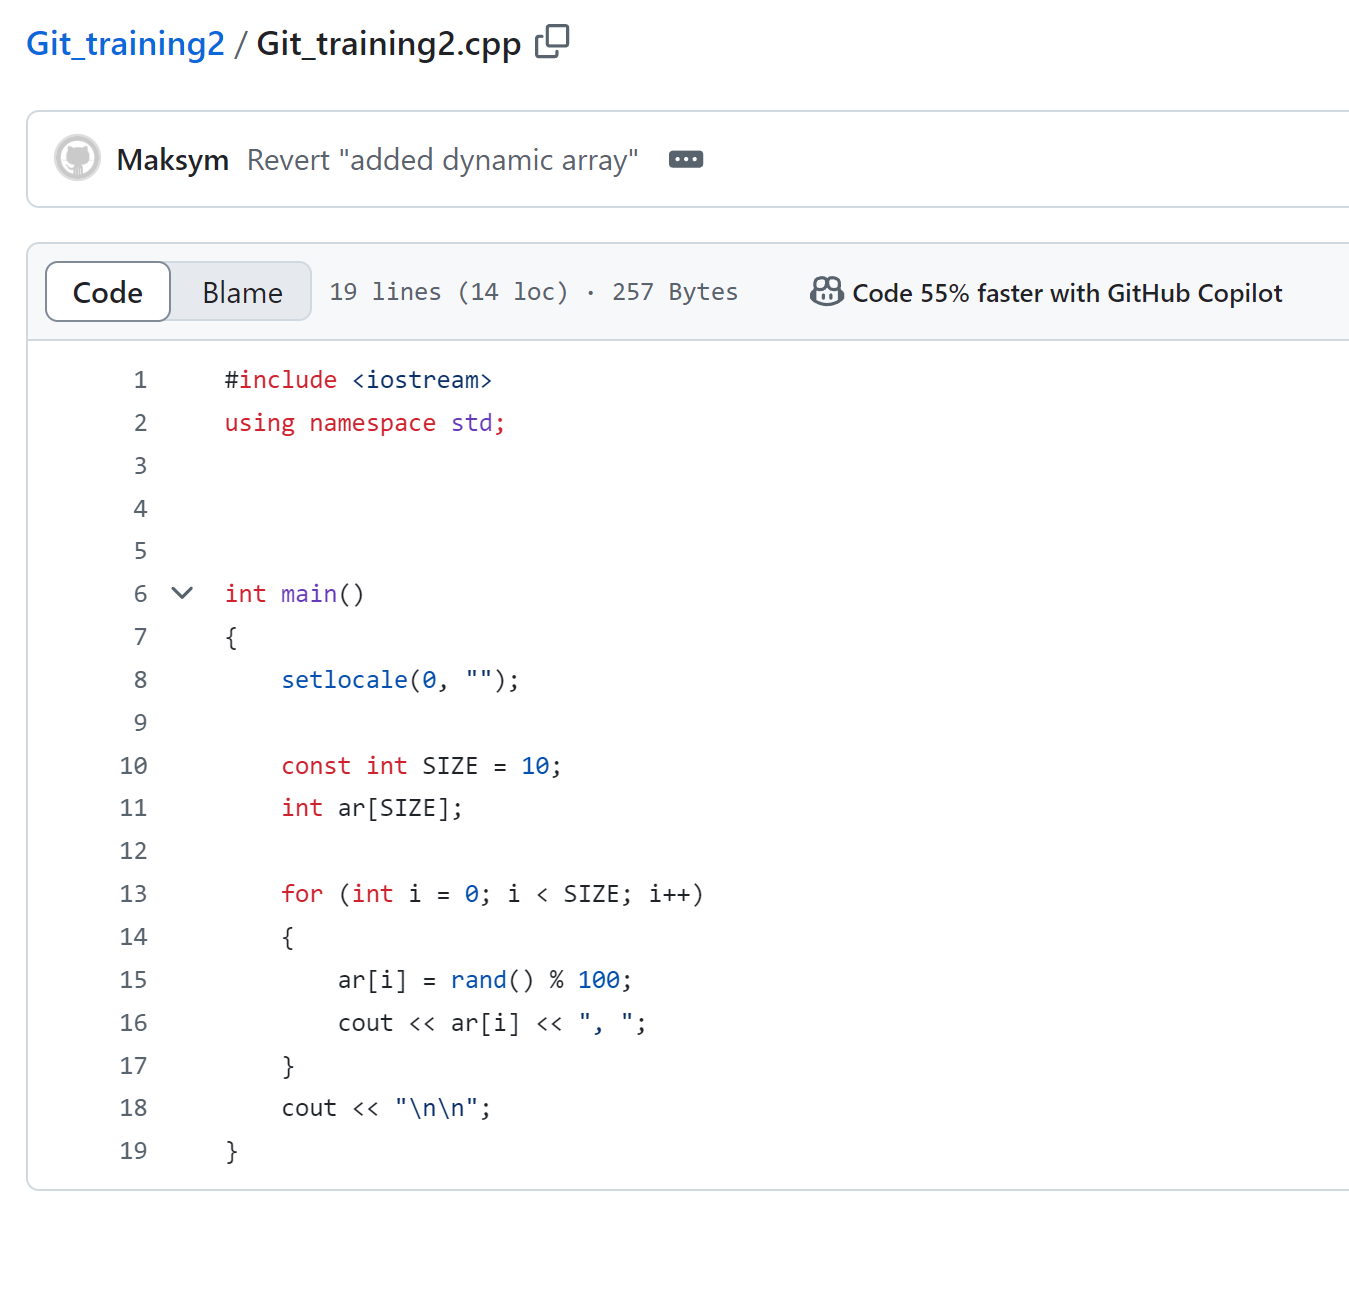 Git_training2 / Git_training2.cpp
Maksym Revert "added dynamic array"
Code Blame 19 lines (14 loc) · 257 Bytes Code 55% faster with GitHub Copilot
1 #include <iostream>
2 using namespace std;
3
4
5
6 int main()
7 {
8     setlocale(0, "");
9
10     const int SIZE = 10;
11     int ar[SIZE];
12
13     for (int i = 0; i < SIZE; i++)
14     {
15         ar[i] = rand() % 100;
16         cout << ar[i] << ", ";
17     }
18     cout << "\n\n";
19 }